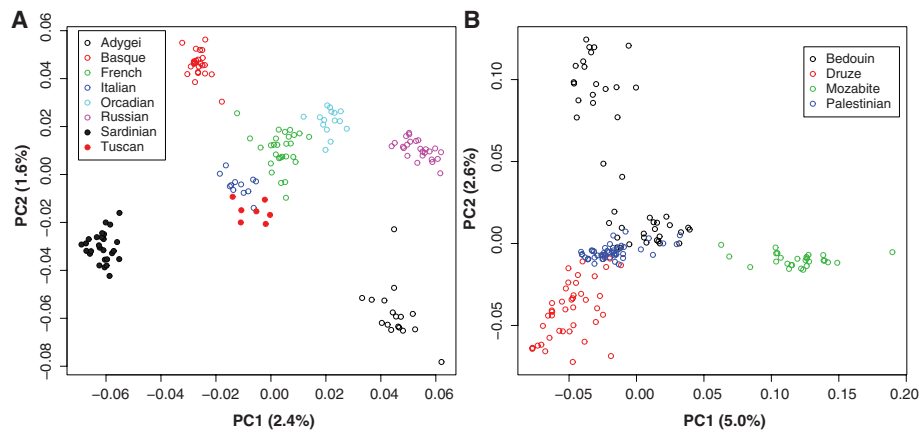 A
Adygei
Basque
French
Italian
Orcadian
Russian
Sardinian
Tuscan
PC2 (1.6%)
0.06
0.04
0.02
0.00
−0.02
−0.04
−0.06
−0.08
−0.06 −0.04 −0.02 0.00 0.02 0.04 0.06
PC1 (2.4%)
B
Bedouin
Druze
Mozabite
Palestinian
PC2 (2.6%)
0.10
0.05
0.00
−0.05
−0.05 0.00 0.05 0.10 0.15 0.20
PC1 (5.0%)